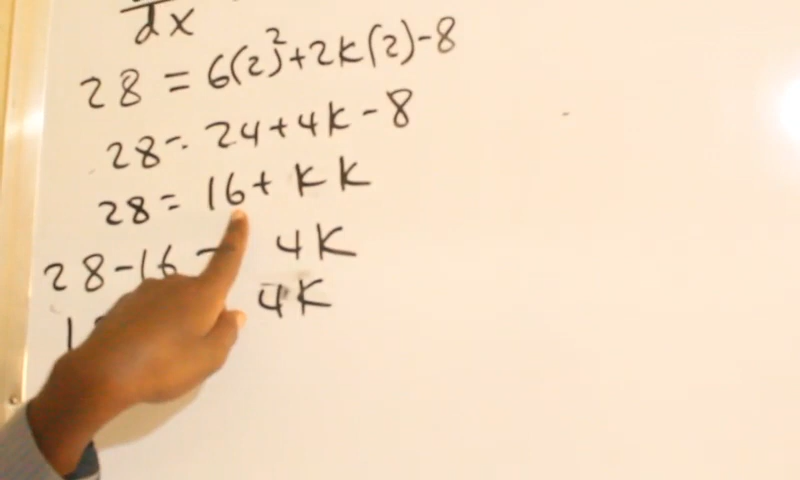 dx
28 = 6(2)²+2k(2)-8
28 = 24+4k-8
28 = 16+ kk
28-16 = 4k
1 4k